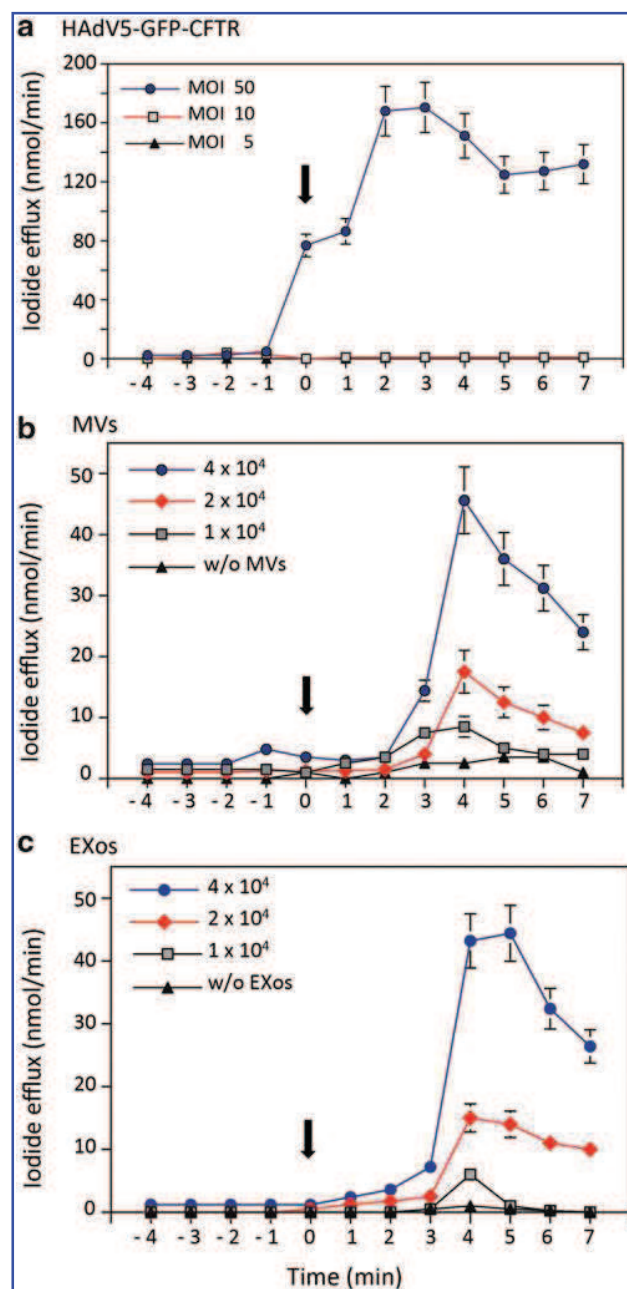 a HAdV5-GFP-CFTR
Iodide efflux (nmol/min)
200
160
120
80
40
0
MOI 50
MOI 10
MOI 5
-4 -3 -2 -1 0 1 2 3 4 5 6 7
b MVs
Iodide efflux (nmol/min)
50
40
30
20
10
0
4 x 10⁴
2 x 10⁴
1 x 10⁴
w/o MVs
-4 -3 -2 -1 0 1 2 3 4 5 6 7
c EXos
Iodide efflux (nmol/min)
50
40
30
20
10
0
4 x 10⁴
2 x 10⁴
1 x 10⁴
w/o EXos
-4 -3 -2 -1 0 1 2 3 4 5 6 7
Time (min)